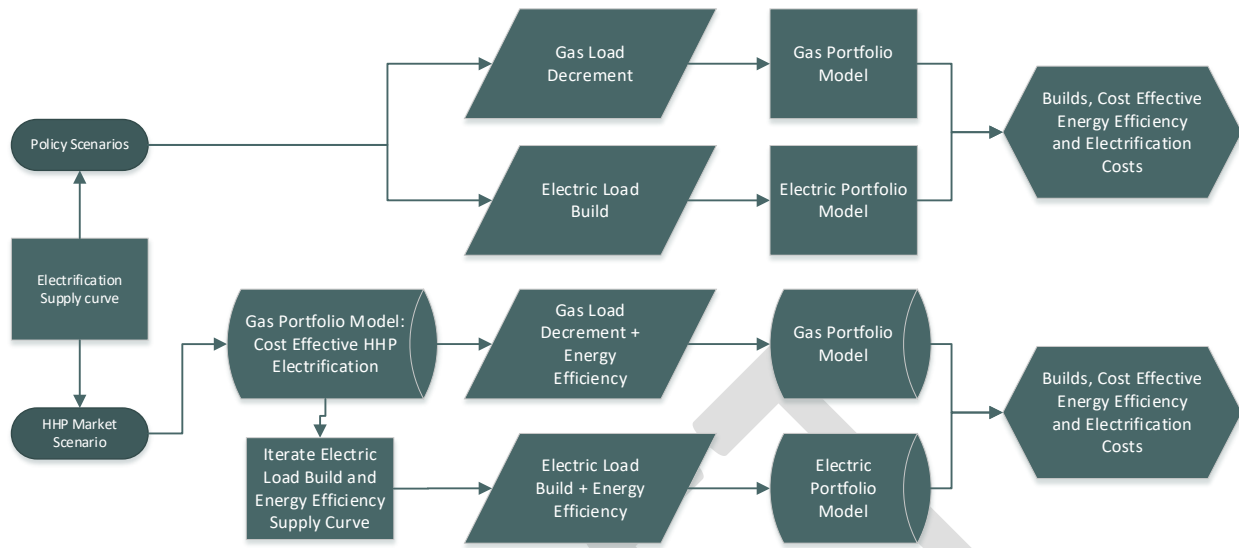 Gas Load
Decrement
Gas Portfolio
Model
Builds, Cost Effective
Energy Efficiency
and Electrification
Costs
Policy Scenarios
Electric Load
Build
Electric Portfolio
Model
Electrification
Supply curve
Gas Portfolio Model:
Cost Effective HHP
Electrification
Gas Load
Decrement +
Energy
Efficiency
Gas Portfolio
Model
Builds, Cost Effective
Energy Efficiency
and Electrification
Costs
HHP Market
Scenario
Iterate Electric
Load Build and
Energy Efficiency
Supply Curve
Electric Load
Build + Energy
Efficiency
Electric
Portfolio
Model